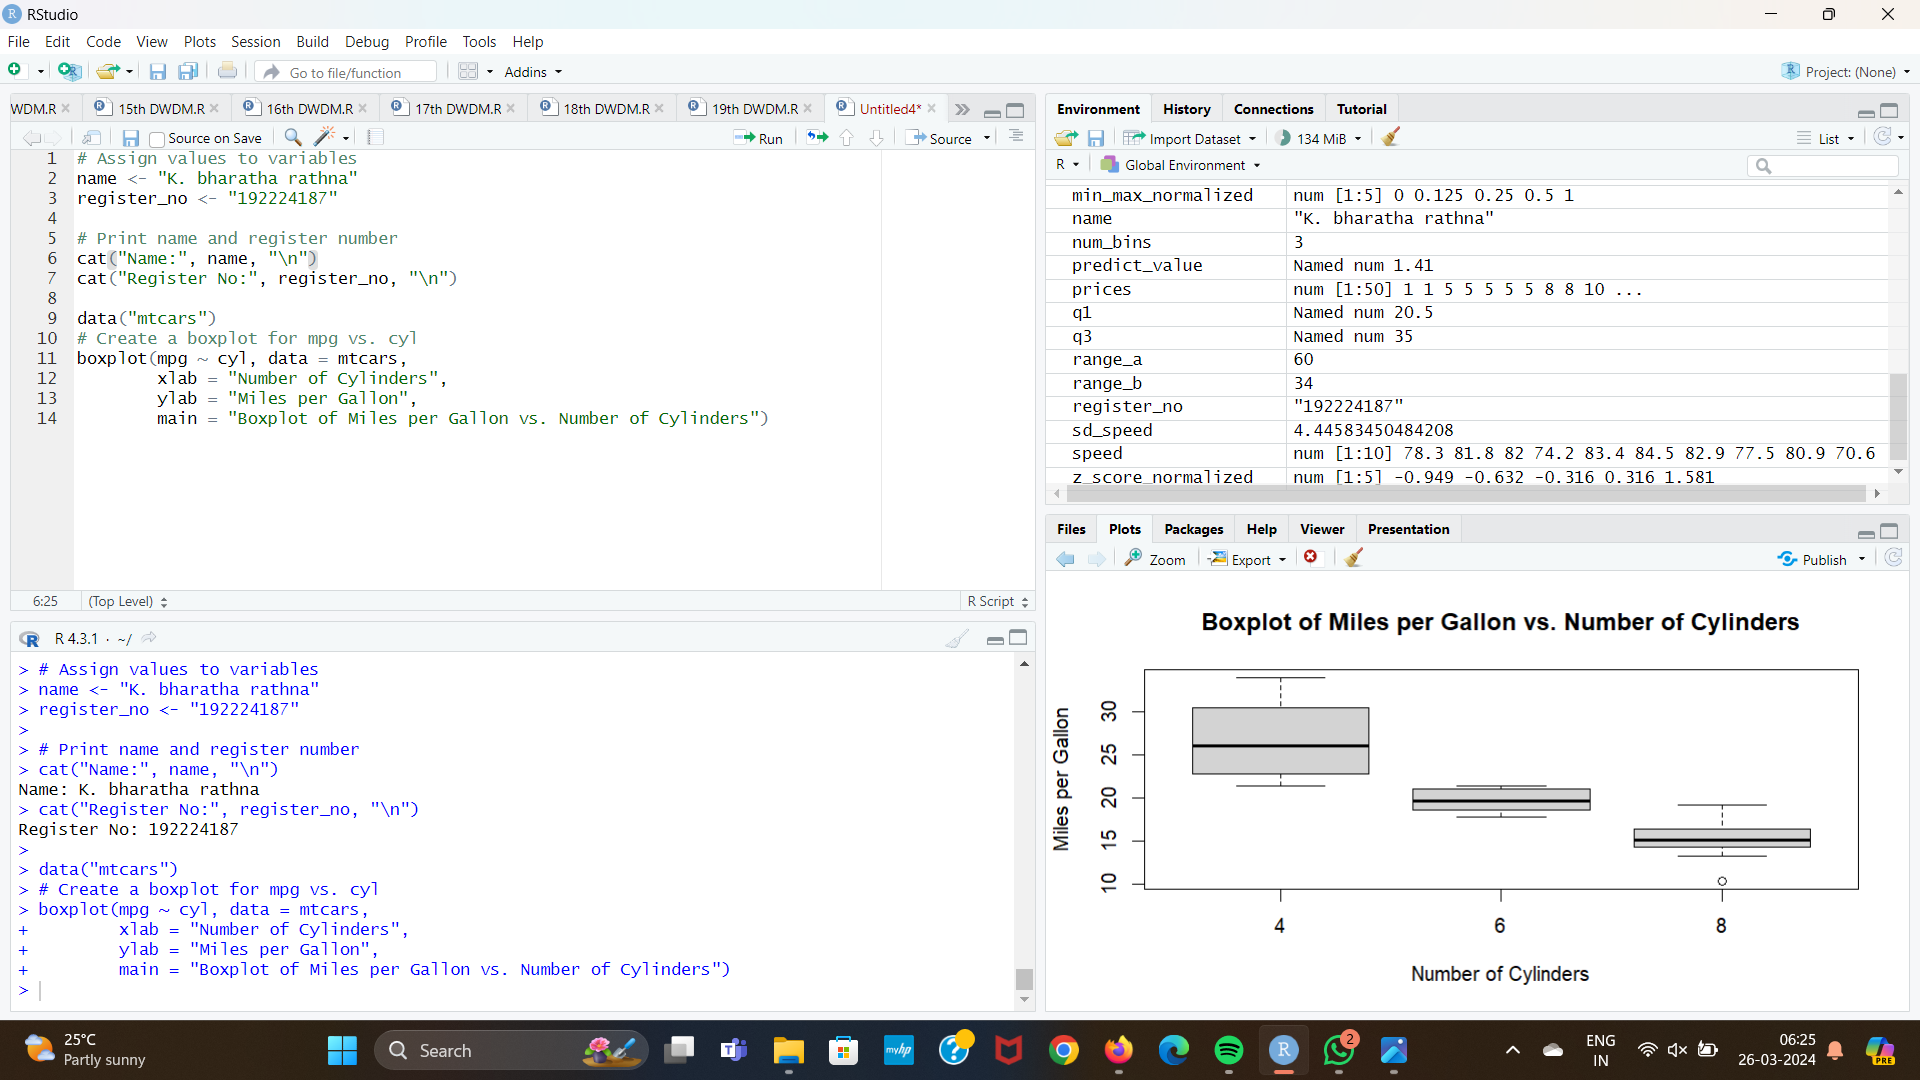 RStudio
File Edit Code View Plots Session Build Debug Profile Tools Help
Go to file/function Addins Project: (None)
WDM.R 15th DWDM.R 16th DWDM.R 17th DWDM.R 18th DWDM.R 19th DWDM.R Untitled4*
Source on Save Run Source
1 # Assign values to variables
2 name <- "K. bharatha rathna"
3 register_no <- "192224187"
4
5 # Print name and register number
6 cat("Name:", name, "\n")
7 cat("Register No:", register_no, "\n")
8
9 data("mtcars")
10 # Create a boxplot for mpg vs. cyl
11 boxplot(mpg ~ cyl, data = mtcars,
12         xlab = "Number of Cylinders",
13         ylab = "Miles per Gallon",
14         main = "Boxplot of Miles per Gallon vs. Number of Cylinders")
6:25 (Top Level) R Script
R 4.3.1 · ~/
> # Assign values to variables
> name <- "K. bharatha rathna"
> register_no <- "192224187"
>
> # Print name and register number
> cat("Name:", name, "\n")
Name: K. bharatha rathna
> cat("Register No:", register_no, "\n")
Register No: 192224187
>
> data("mtcars")
> # Create a boxplot for mpg vs. cyl
> boxplot(mpg ~ cyl, data = mtcars,
+         xlab = "Number of Cylinders",
+         ylab = "Miles per Gallon",
+         main = "Boxplot of Miles per Gallon vs. Number of Cylinders")
>
Environment History Connections Tutorial
Import Dataset 134 MiB List
R Global Environment
min_max_normalized num [1:5] 0 0.125 0.25 0.5 1
name "K. bharatha rathna"
num_bins 3
predict_value Named num 1.41
prices num [1:50] 1 1 5 5 5 5 5 8 8 10 ...
q1 Named num 20.5
q3 Named num 35
range_a 60
range_b 34
register_no "192224187"
sd_speed 4.44583450484208
speed num [1:10] 78.3 81.8 82 74.2 83.4 84.5 82.9 77.5 80.9 70.6
z_score_normalized num [1:5] -0.949 -0.632 -0.316 0.316 1.581
Files Plots Packages Help Viewer Presentation
Zoom Export Publish
Boxplot of Miles per Gallon vs. Number of Cylinders
Miles per Gallon
30
25
20
15
10
4 6 8
Number of Cylinders
25°C
Partly sunny
Search
myhp
2
ENG
IN
06:25
26-03-2024
PRE